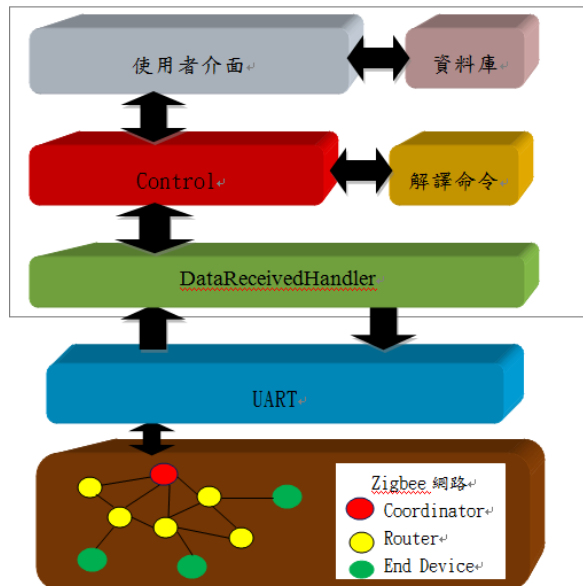 使用者介面
資料庫
Control
解譯命令
DataReceivedHandler
UART
Zigbee 網路
Coordinator
Router
End Device